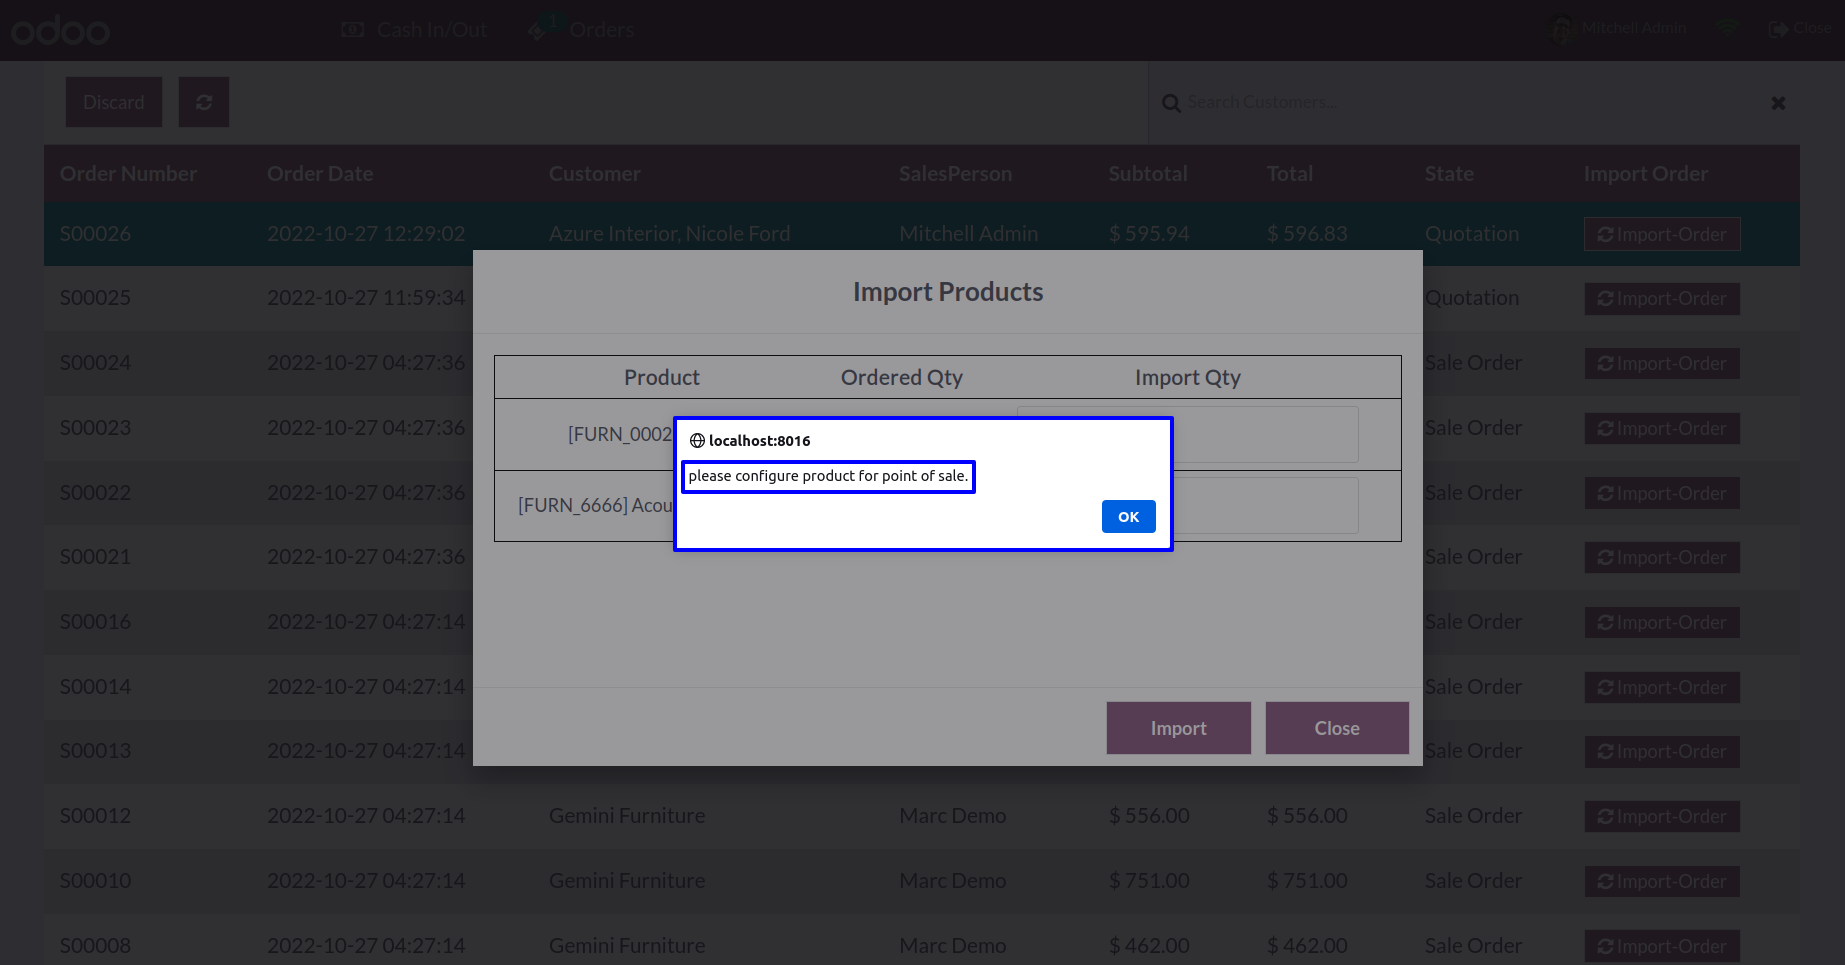 odoo Cash In/Out 1 Orders Mitchell Admin Close
Discard Search Customers...
Order Number Order Date Customer SalesPerson Subtotal Total State Import Order
S00026 2022-10-27 12:29:02 Azure Interior, Nicole Ford Mitchell Admin $ 595.94 $ 596.83 Quotation Import-Order
S00025 2022-10-27 11:59:34 Quotation Import-Order
S00024 2022-10-27 04:27:36 Sale Order Import-Order
S00023 2022-10-27 04:27:36 Sale Order Import-Order
S00022 2022-10-27 04:27:36 Sale Order Import-Order
S00021 2022-10-27 04:27:36 Sale Order Import-Order
S00016 2022-10-27 04:27:14 Sale Order Import-Order
S00014 2022-10-27 04:27:14 Sale Order Import-Order
S00013 2022-10-27 04:27:14 Sale Order Import-Order
S00012 2022-10-27 04:27:14 Gemini Furniture Marc Demo $ 556.00 $ 556.00 Sale Order Import-Order
S00010 2022-10-27 04:27:14 Gemini Furniture Marc Demo $ 751.00 $ 751.00 Sale Order Import-Order
S00008 2022-10-27 04:27:14 Gemini Furniture Marc Demo $ 462.00 $ 462.00 Sale Order Import-Order
Import Products
Product Ordered Qty Import Qty
[FURN_0002
[FURN_6666] Acou
localhost:8016
please configure product for point of sale.
OK
Import Close